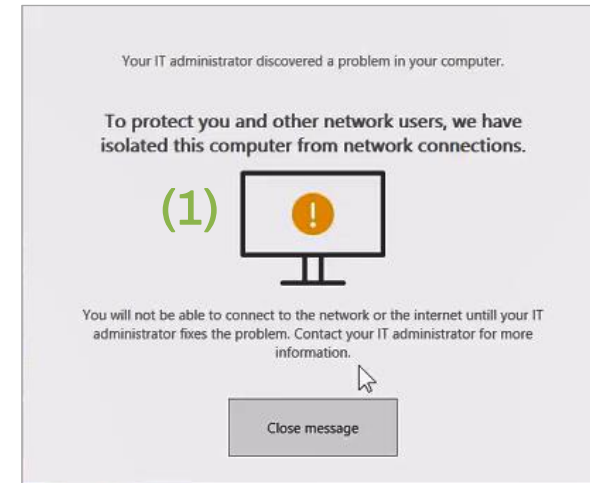 Your IT administrator discovered a problem in your computer.
To protect you and other network users, we have
isolated this computer from network connections.
(1)
!
You will not be able to connect to the network or the internet untill your IT
administrator fixes the problem. Contact your IT administrator for more
information.
Close message